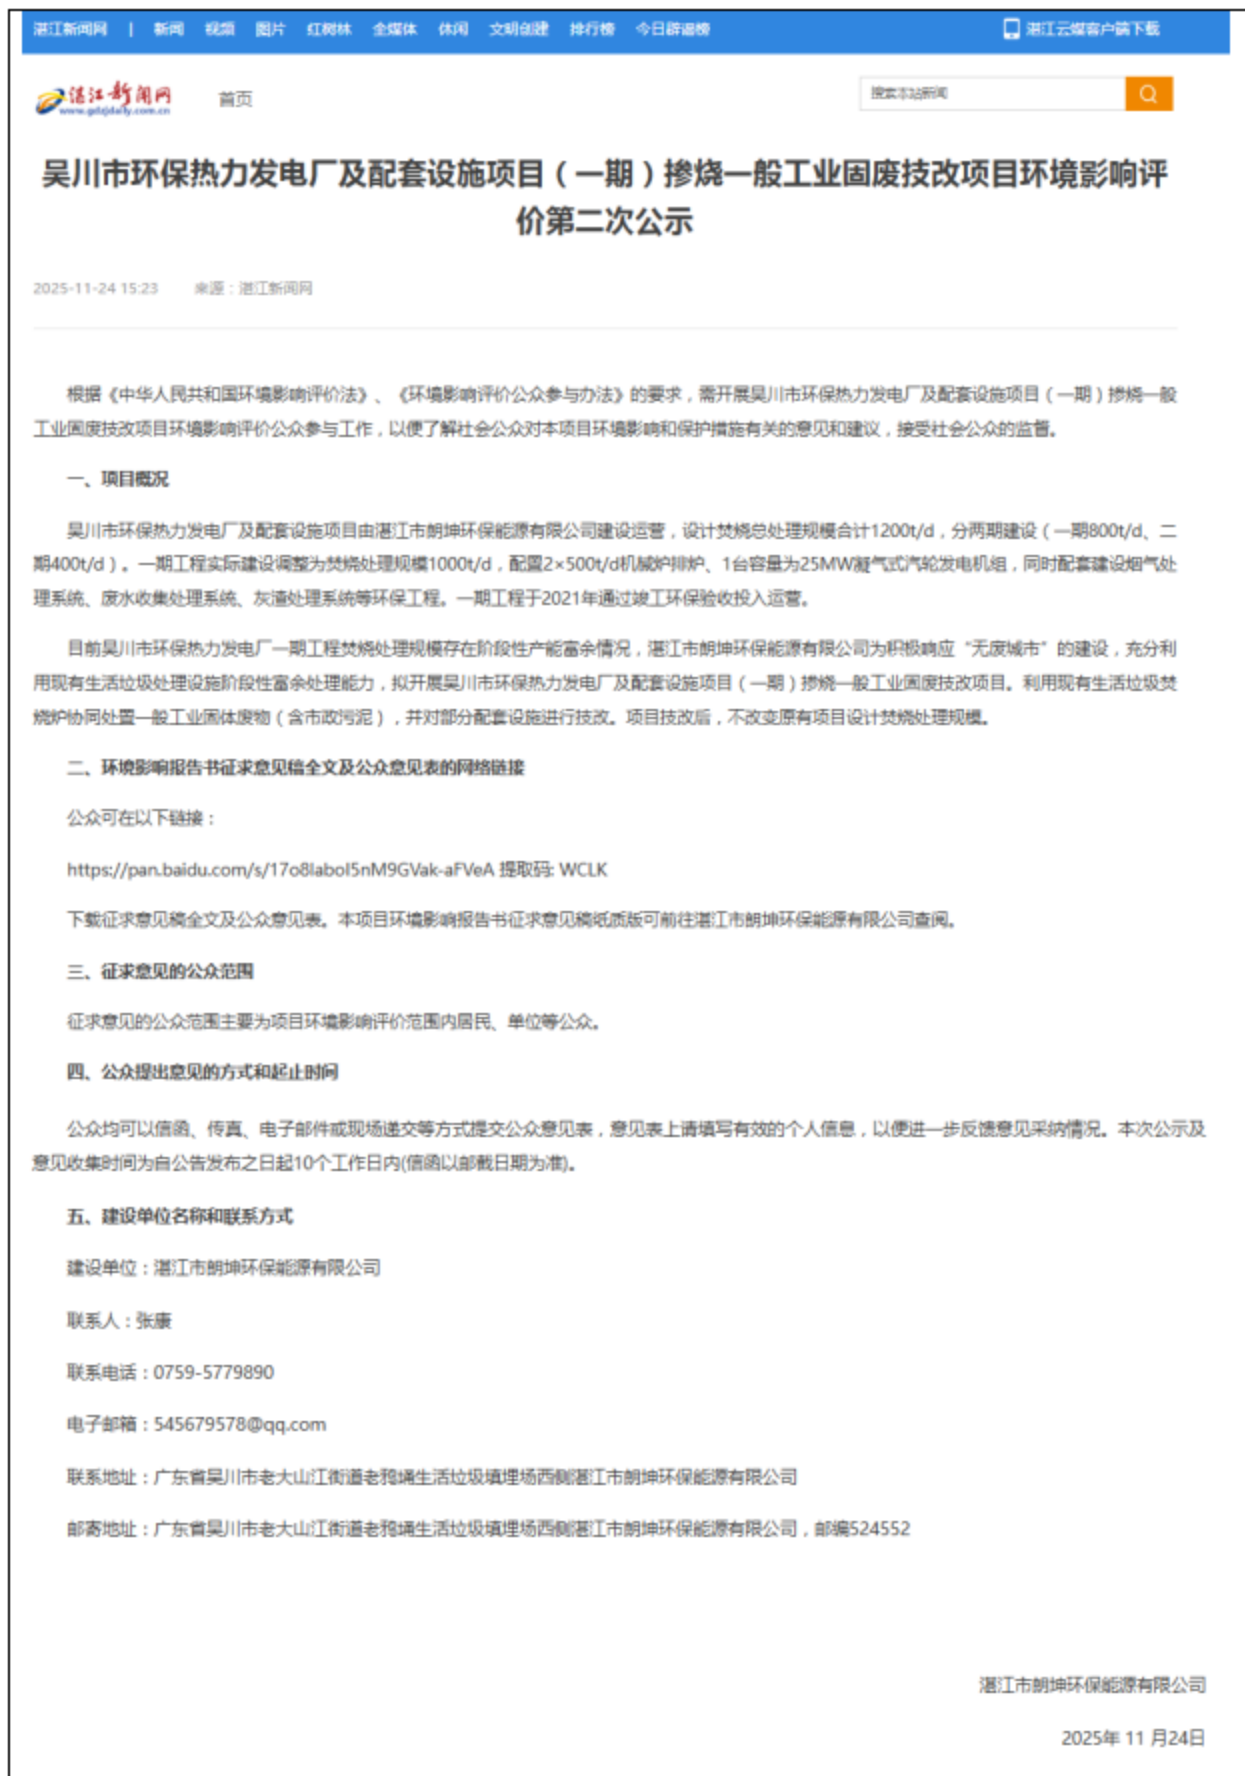 湛江新闻网 | 新闻 视频 图片 红树林 全媒体 休闲 文明创建 排行榜 今日辟谣榜 湛江云媒客户端下载
湛江新闻网 首页 搜索本站新闻
www.gdzjdaily.com.cn
吴川市环保热力发电厂及配套设施项目（一期）掺烧一般工业固废技改项目环境影响评
价第二次公示
2025-11-24 15:23 来源：湛江新闻网
根据《中华人民共和国环境影响评价法》、《环境影响评价公众参与办法》的要求，需开展吴川市环保热力发电厂及配套设施项目（一期）掺烧一般
工业固废技改项目环境影响评价公众参与工作，以便了解社会公众对本项目环境影响和保护措施有关的意见和建议，接受社会公众的监督。
一、项目概况
吴川市环保热力发电厂及配套设施项目由湛江市朗坤环保能源有限公司建设运营，设计焚烧总处理规模合计1200t/d，分两期建设（一期800t/d、二
期400t/d）。一期工程实际建设调整为焚烧处理规模1000t/d，配置2×500t/d机械炉排炉、1台容量为25MW凝气式汽轮发电机组，同时配套建设烟气处
理系统、废水收集处理系统、灰渣处理系统等环保工程。一期工程于2021年通过竣工环保验收投入运营。
目前吴川市环保热力发电厂一期工程焚烧处理规模存在阶段性产能富余情况，湛江市朗坤环保能源有限公司为积极响应“无废城市”的建设，充分利
用现有生活垃圾处理设施阶段性富余处理能力，拟开展吴川市环保热力发电厂及配套设施项目（一期）掺烧一般工业固废技改项目。利用现有生活垃圾焚
烧炉协同处置一般工业固体废物（含市政污泥），并对部分配套设施进行技改。项目技改后，不改变原有项目设计焚烧处理规模。
二、环境影响报告书征求意见稿全文及公众意见表的网络链接
公众可在以下链接：
https://pan.baidu.com/s/17o8labol5nM9GVak-aFVeA 提取码: WCLK
下载征求意见稿全文及公众意见表。本项目环境影响报告书征求意见稿纸质版可前往湛江市朗坤环保能源有限公司查阅。
三、征求意见的公众范围
征求意见的公众范围主要为项目环境影响评价范围内居民、单位等公众。
四、公众提出意见的方式和起止时间
公众均可以信函、传真、电子邮件或现场递交等方式提交公众意见表，意见表上请填写有效的个人信息，以便进一步反馈意见采纳情况。本次公示及
意见收集时间为自公告发布之日起10个工作日内(信函以邮戳日期为准)。
五、建设单位名称和联系方式
建设单位：湛江市朗坤环保能源有限公司
联系人：张康
联系电话：0759-5779890
电子邮箱：545679578@qq.com
联系地址：广东省吴川市老大山江街道老鸦埇生活垃圾填埋场西侧湛江市朗坤环保能源有限公司
邮寄地址：广东省吴川市老大山江街道老鸦埇生活垃圾填埋场西侧湛江市朗坤环保能源有限公司，邮编524552
湛江市朗坤环保能源有限公司
2025年 11 月24日